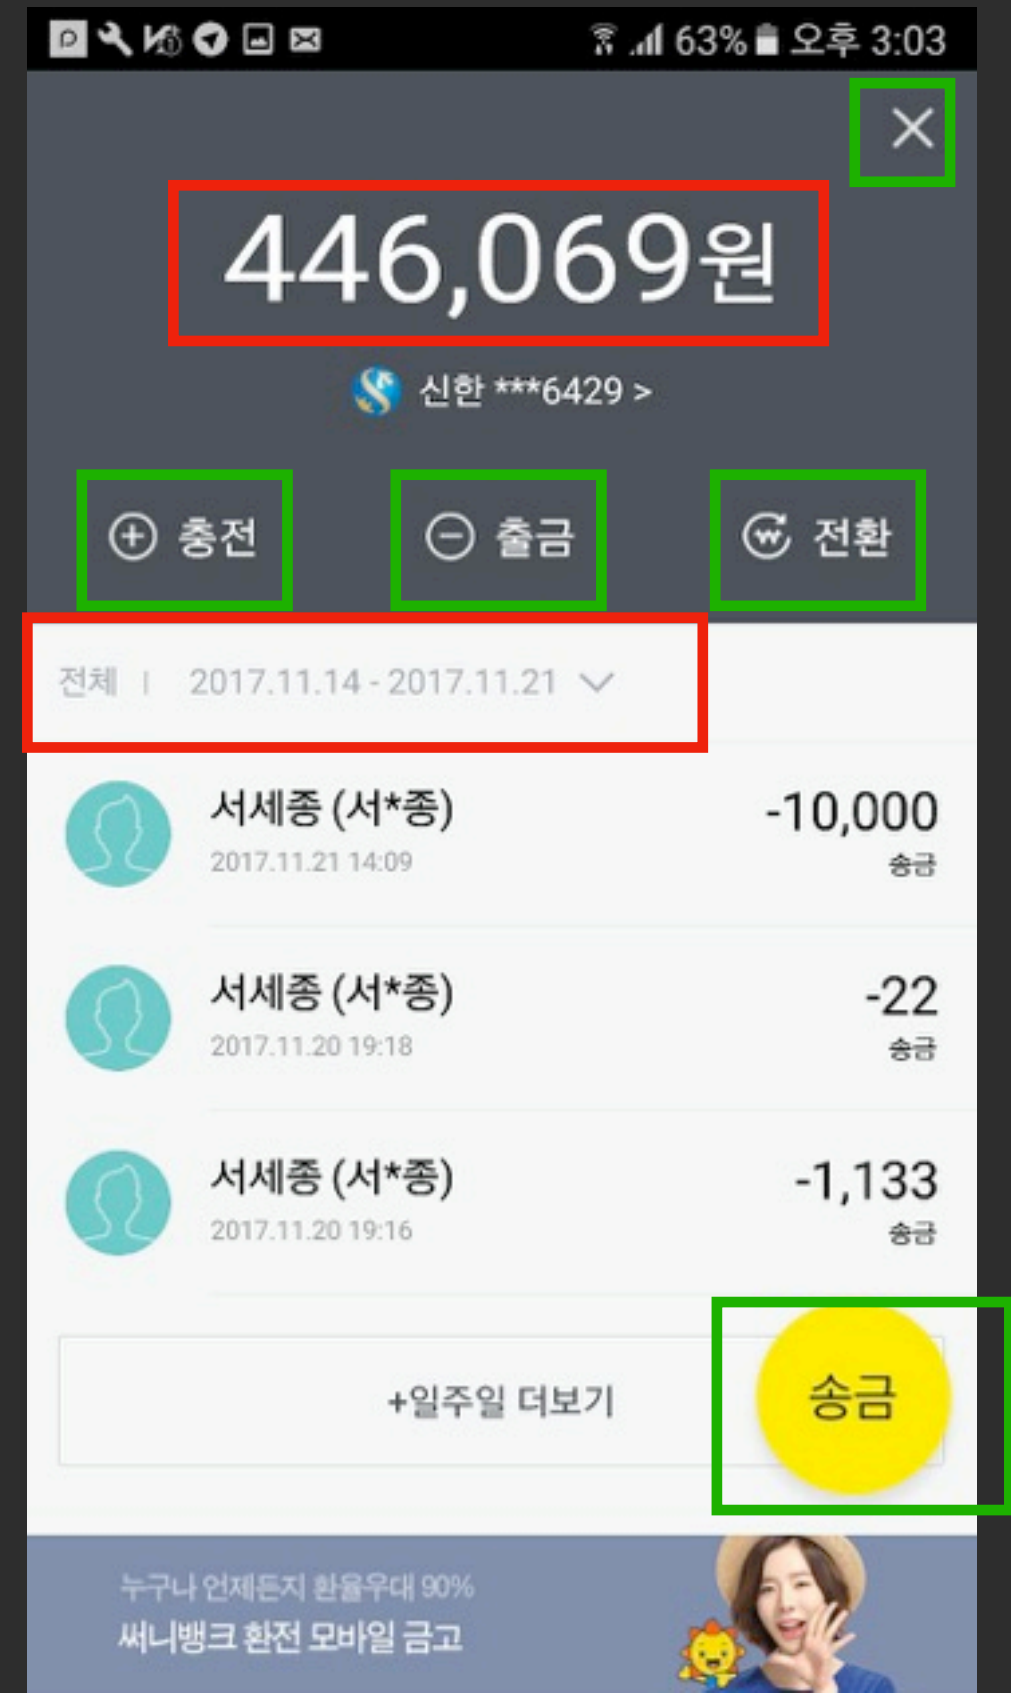 63% 오후 3:03
446,069원
신한 ***6429 >
충전 출금 전환
전체 | 2017.11.14 - 2017.11.21
서세종 (서*종) -10,000
2017.11.21 14:09 송금
서세종 (서*종) -22
2017.11.20 19:18 송금
서세종 (서*종) -1,133
2017.11.20 19:16 송금
+일주일 더보기 송금
누구나 언제든지 환율우대 90%
써니뱅크 환전 모바일 금고